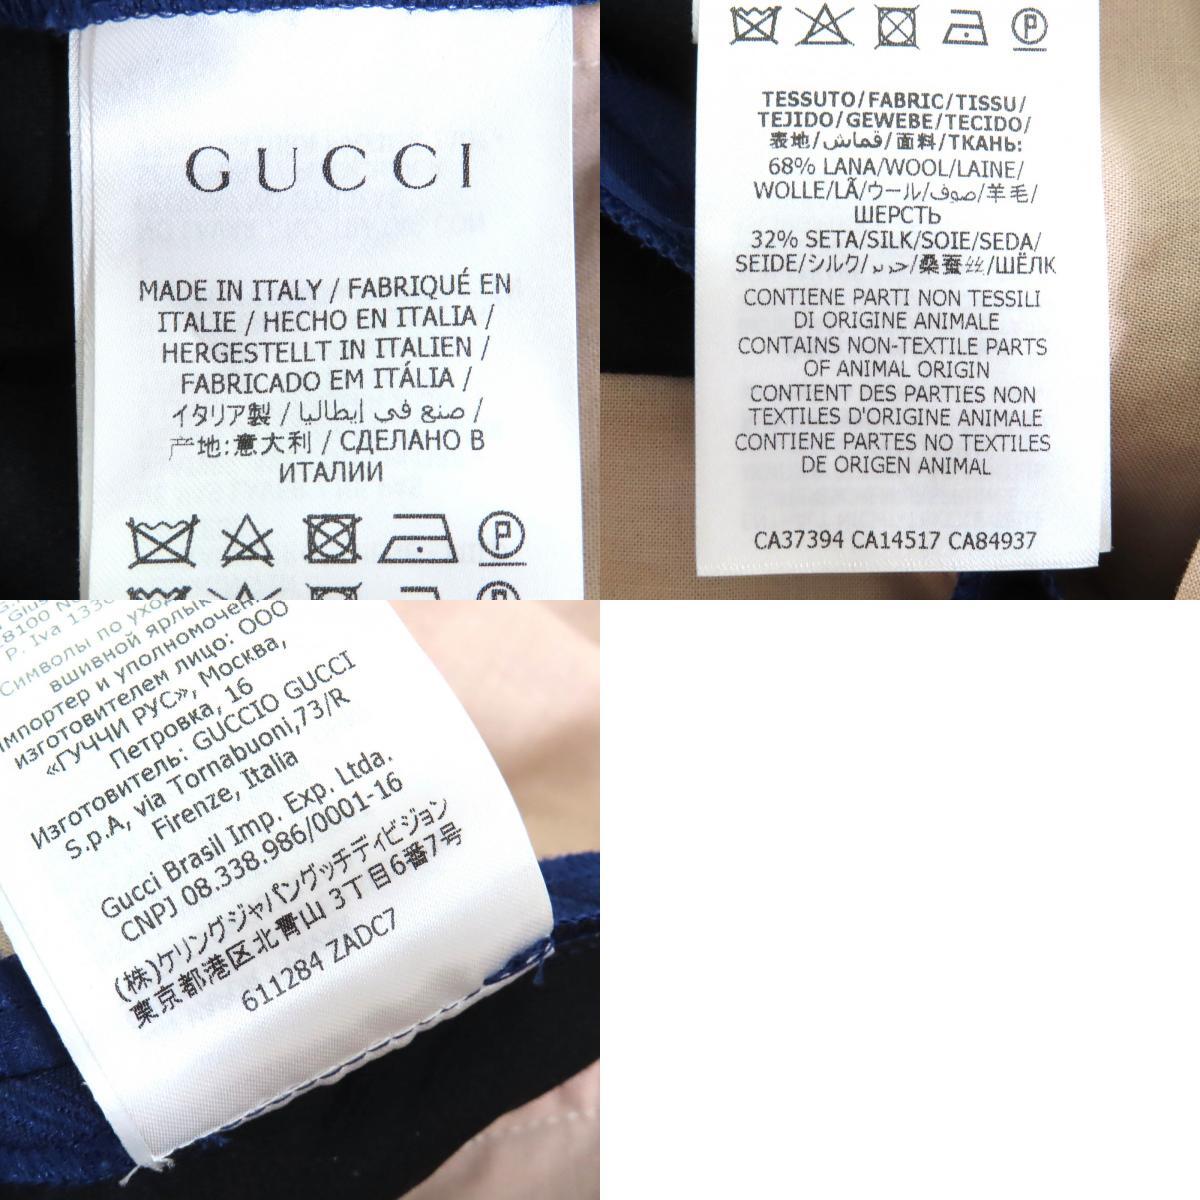 GUCCI
MADE IN ITALY / FABRIQUÉ EN
ITALIE / HECHO EN ITALIA /
HERGESTELLT IN ITALIEN /
FABRICADO EM ITÁLIA /
イタリア製 / صنع في إيطاليا /
产地:意大利 / СДЕЛАНО В
ИТАЛИИ
P
TESSUTO/FABRIC/TISSU/
TEJIDO/GEWEBE/TECIDO/
表地/قماش/面料/ТКАНЬ:
68% LANA/WOOL/LAINE/
WOLLE/LÃ/ウール/صوف/羊毛/
ШЕРСТЬ
32% SETA/SILK/SOIE/SEDA/
SEIDE/シルク/حرير/桑蚕丝/ШЁЛК
CONTIENE PARTI NON TESSILI
DI ORIGINE ANIMALE
CONTAINS NON-TEXTILE PARTS
OF ANIMAL ORIGIN
CONTIENT DES PARTIES NON
TEXTILES D'ORIGINE ANIMALE
CONTIENE PARTES NO TEXTILES
DE ORIGEN ANIMAL
CA37394 CA14517 CA84937
P. Iva
Символы по
вшивной
импортер и
изготовителем лицо: ООО
«ГУЧЧИ РУС», Москва,
Петровка, 16
Изготовитель: GUCCIO GUCCI
S.p.A, via Tornabuoni,73/R
Firenze, Italia
Gucci Brasil Imp. Exp. Ltda.
CNPJ 08.338.986/0001-16
(株)ケリングジャパングッチディビジョン
東京都港区北青山 3丁目6番7号
611284 ZADC7